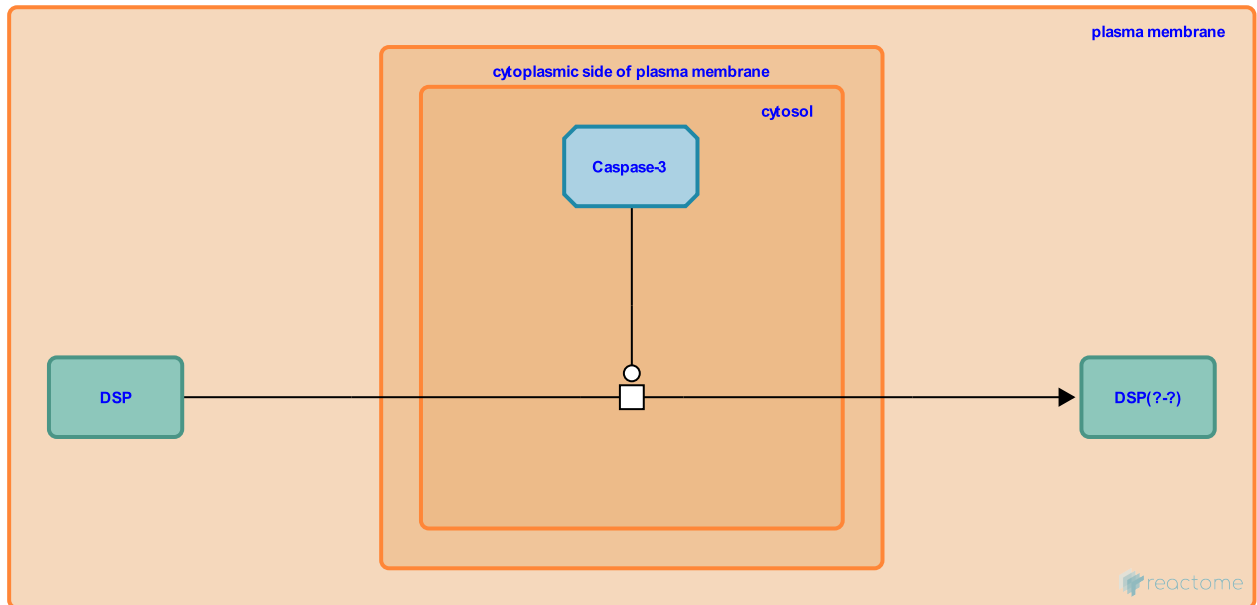 plasma membrane
cytoplasmic side of plasma membrane
cytosol
Caspase-3
DSP
DSP(?-?)
reactome